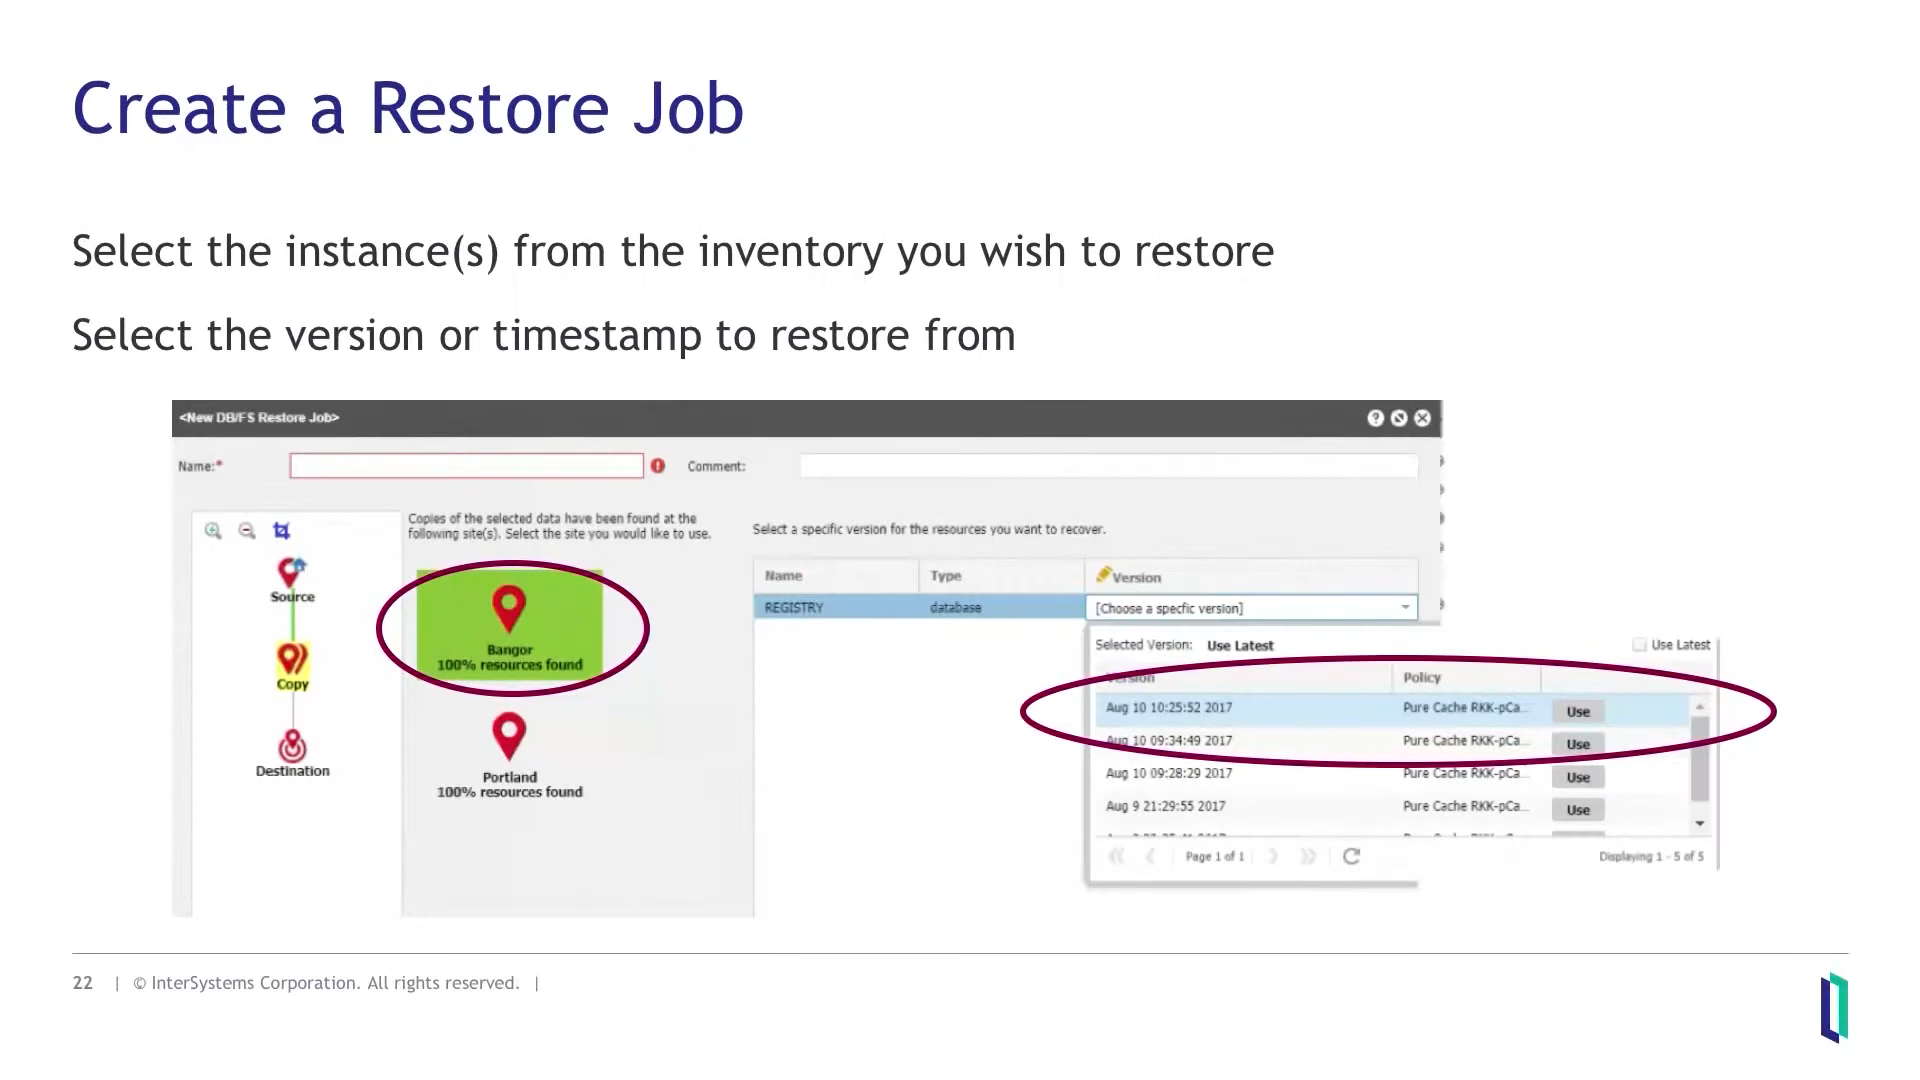 Create a Restore Job
Select the instance(s) from the inventory you wish to restore
Select the version or timestamp to restore from
<New DB/FS Restore Job>
Name:*
Comment:
Source
Copy
Destination
Copies of the selected data have been found at the
following site(s). Select the site you would like to use.
Bangor
100% resources found
Portland
100% resources found
Select a specific version for the resources you want to recover.
Name Type Version
REGISTRY database [Choose a specfic version]
Selected Version: Use Latest Use Latest
Version Policy
Aug 10 10:25:52 2017 Pure Cache RKK-pCa... Use
Aug 10 09:34:49 2017 Pure Cache RKK-pCa... Use
Aug 10 09:28:29 2017 Pure Cache RKK-pCa... Use
Aug 9 21:29:55 2017 Pure Cache RKK-pCa... Use
Page 1 of 1 Displaying 1 - 5 of 5
22 | © InterSystems Corporation. All rights reserved. |